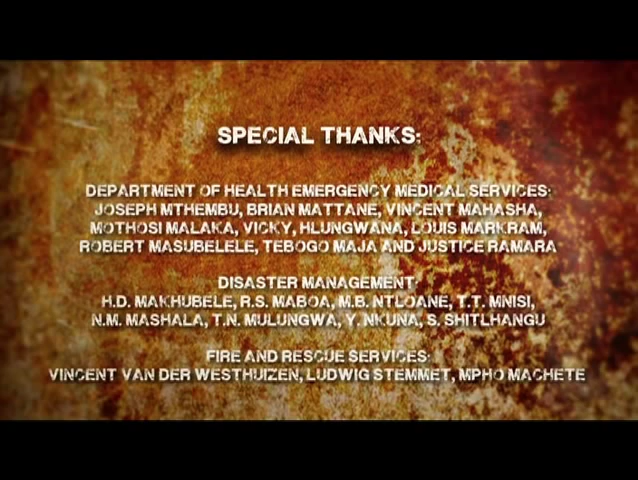 SPECIAL THANKS:
DEPARTMENT OF HEALTH EMERGENCY MEDICAL SERVICES:
JOSEPH MTHEMBU, BRIAN MATTANE, VINCENT MAHASHA,
MOTHOSI MALAKA, VICKY, HLUNGWANA, LOUIS MARKRAM,
ROBERT MASUBELELE, TEBOGO MAJA AND JUSTICE RAMARA
DISASTER MANAGEMENT:
H.D. MAKHUBELE, R.S. MABOA, M.B. NTLOANE, T.T. MNISI,
N.M. MASHALA, T.N. MULUNGWA, Y. NKUNA, S. SHITLHANGU
FIRE AND RESCUE SERVICES:
VINCENT VAN DER WESTHUIZEN, LUDWIG STEMMET, MPHO MACHETE